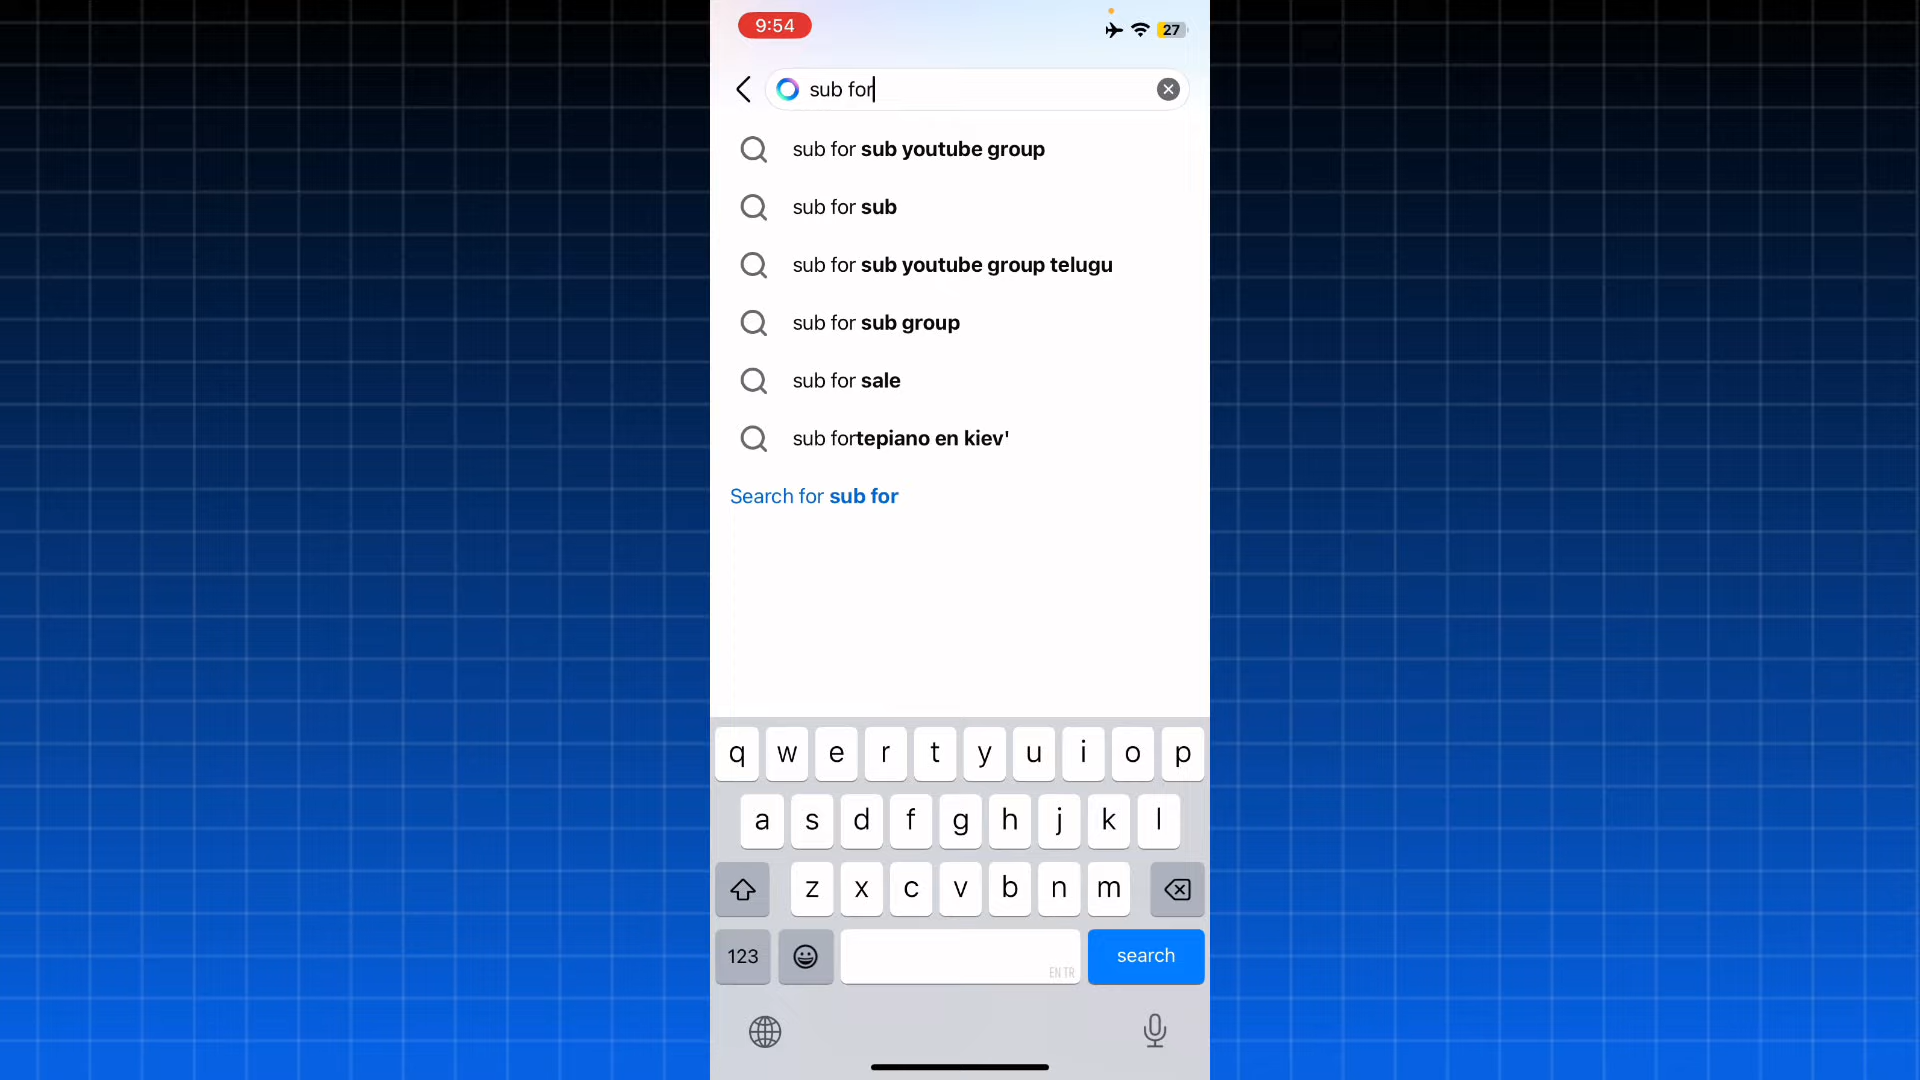 9:54
27
sub for
sub for sub youtube group
sub for sub
sub for sub youtube group telugu
sub for sub group
sub for sale
sub fortepiano en kiev'
Search for sub for
q w e r t y u i o p
a s d f g h j k l
z x c v b n m
123
EN TR
search